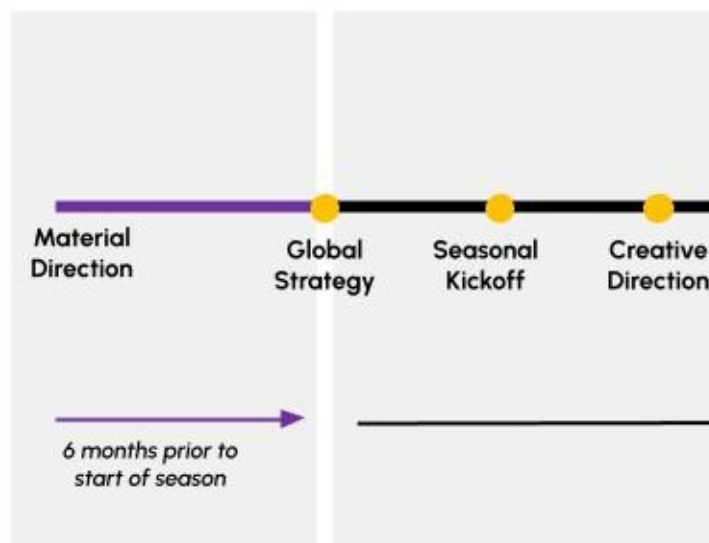 Material
Direction
Global
Strategy
Seasonal
Kickoff
Creative
Direction
6 months prior to
start of season